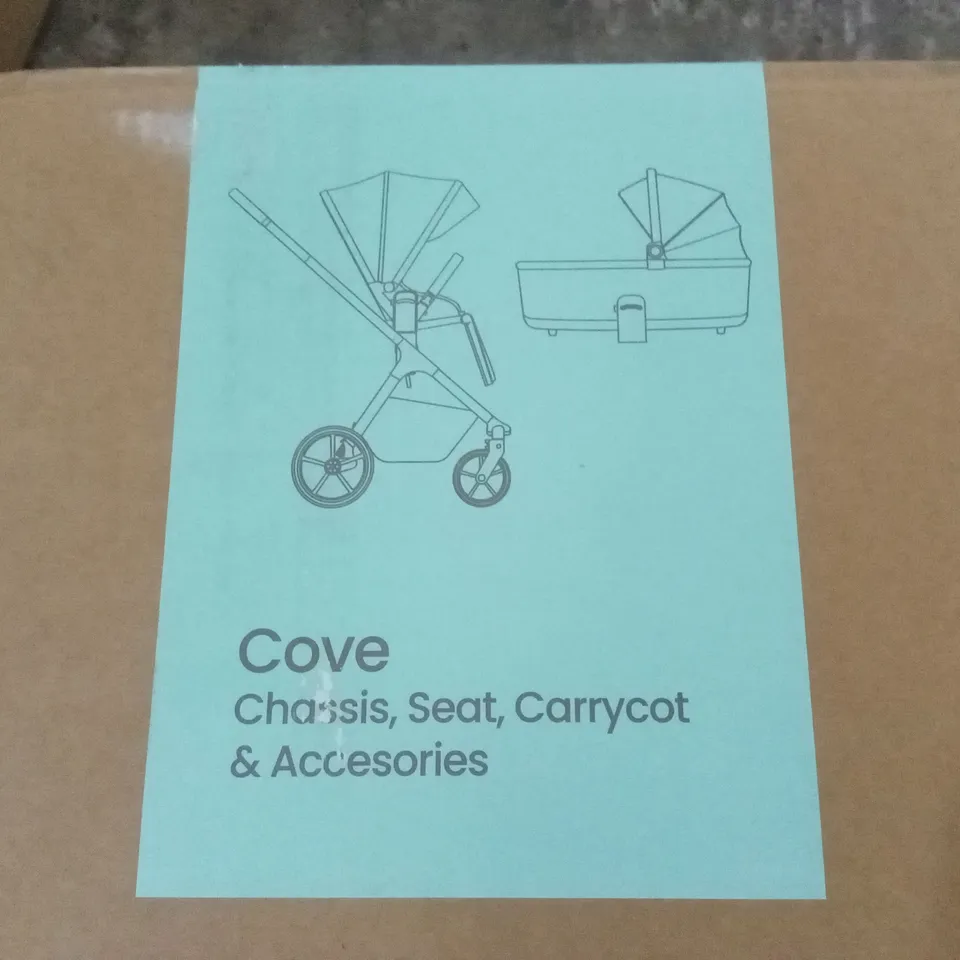 Cove
Chassis, Seat, Carrycot
& Accesories